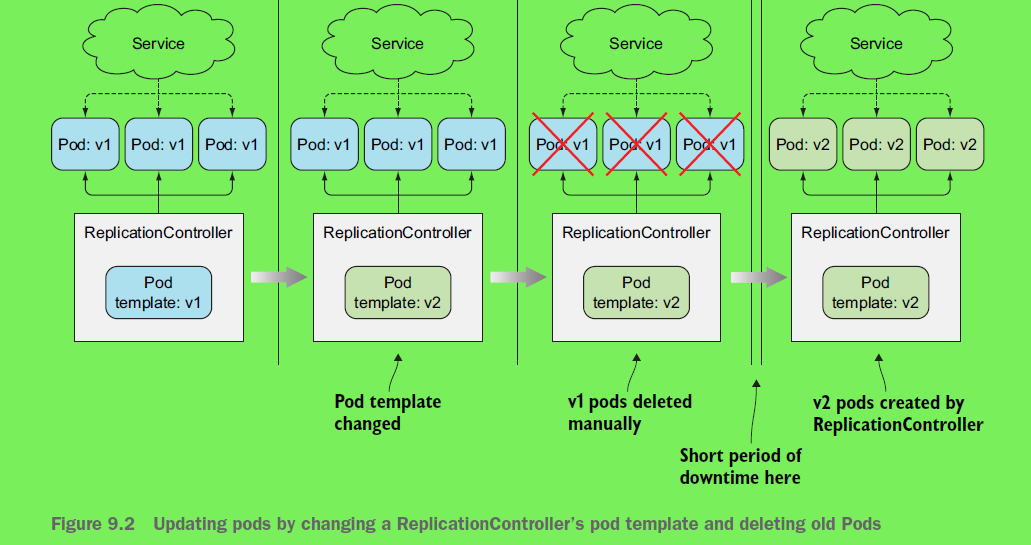 Service
Service
Service
Service
Pod: v1
Pod: v1
Pod: v1
Pod: v1
Pod: v1
Pod: v1
Pod: v1
Pod: v1
Pod: v1
Pod: v2
Pod: v2
Pod: v2
ReplicationController
ReplicationController
ReplicationController
ReplicationController
Pod
template: v1
Pod
template: v2
Pod
template: v2
Pod
template: v2
Pod template
changed
v1 pods deleted
manually
Short period of
downtime here
v2 pods created by
ReplicationController
Figure 9.2 Updating pods by changing a ReplicationController's pod template and deleting old Pods